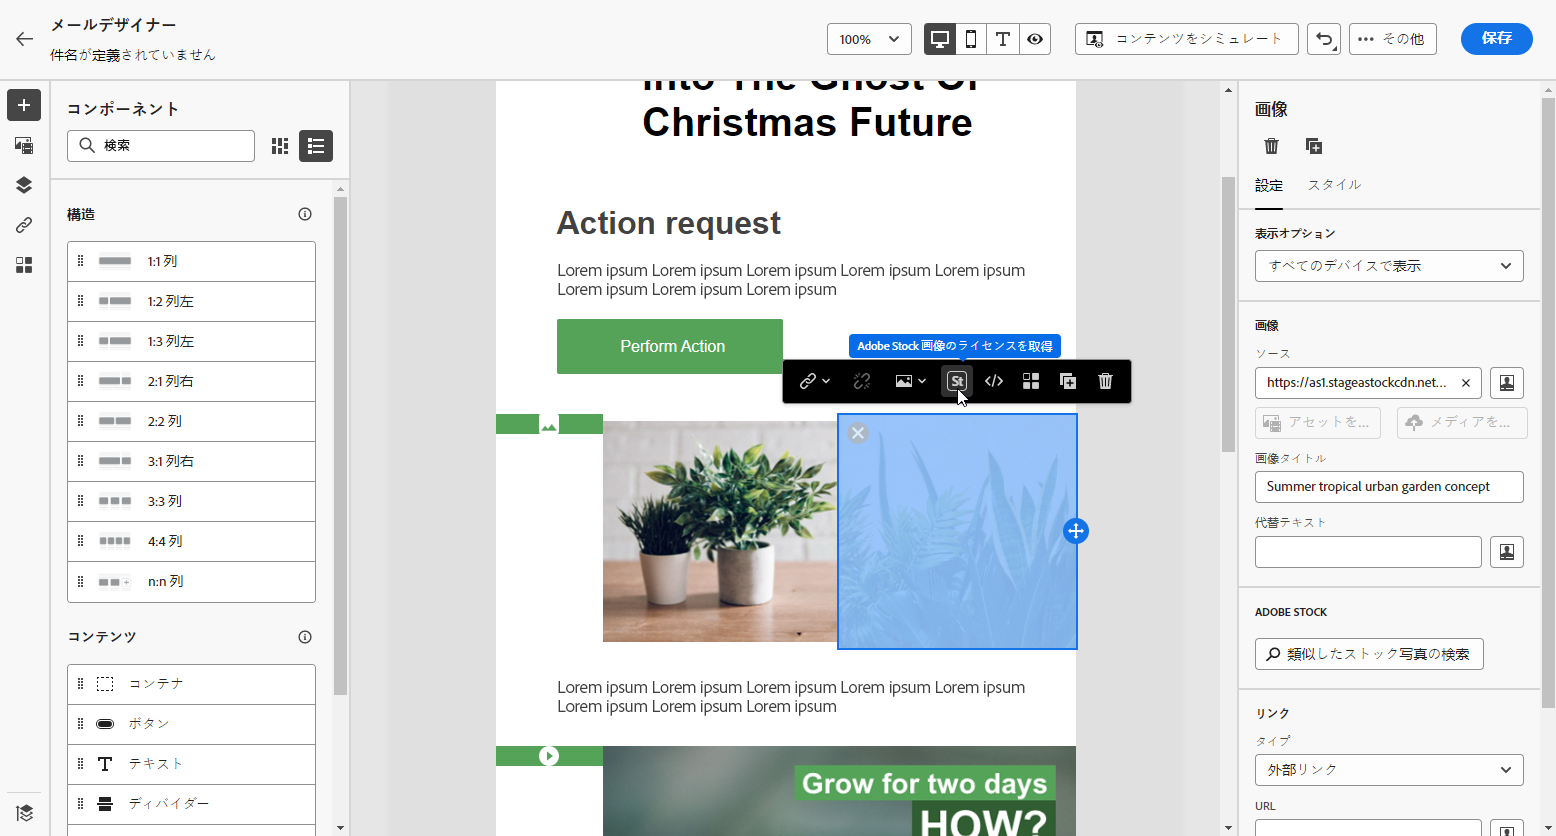 メールデザイナー
件名が定義されていません
100%
コンテンツをシミュレート
その他
保存
コンポーネント
検索
構造
1:1 列
1:2 列左
1:3 列左
2:1 列右
2:2 列
3:1 列右
3:3 列
4:4 列
n:n 列
コンテンツ
コンテナ
ボタン
テキスト
ディバイダー
Into The Ghost Of
Christmas Future
Action request
Lorem ipsum Lorem ipsum Lorem ipsum Lorem ipsum Lorem ipsum
Lorem ipsum Lorem ipsum Lorem ipsum
Perform Action
Adobe Stock 画像のライセンスを取得
St
Lorem ipsum Lorem ipsum Lorem ipsum Lorem ipsum Lorem ipsum
Lorem ipsum Lorem ipsum Lorem ipsum
Grow for two days
HOW?
画像
設定
スタイル
表示オプション
すべてのデバイスで表示
画像
ソース
https://as1.stageastockcdn.net...
アセットを...
メディアを...
画像タイトル
Summer tropical urban garden concept
代替テキスト
ADOBE STOCK
類似したストック写真の検索
リンク
タイプ
外部リンク
URL